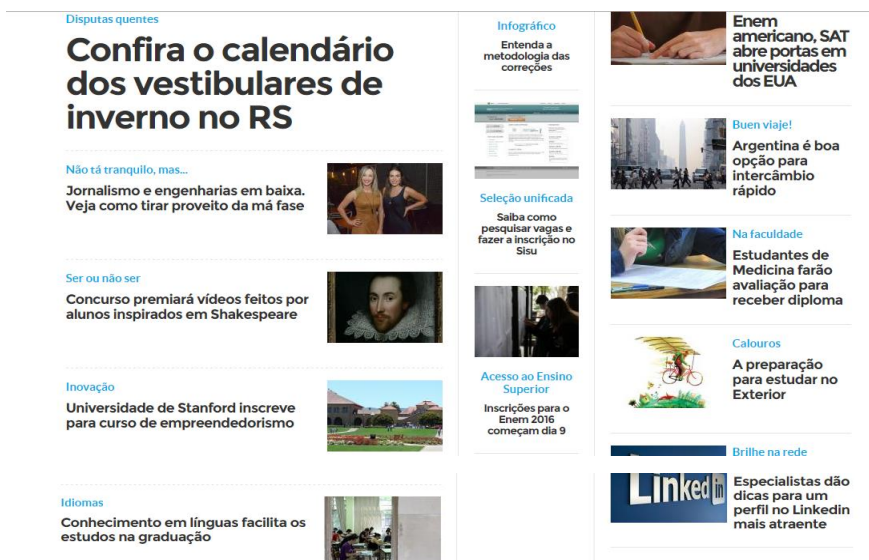 Disputas quentes
Confira o calendário
dos vestibulares de
inverno no RS
Não tá tranquilo, mas...
Jornalismo e engenharias em baixa.
Veja como tirar proveito da má fase
Ser ou não ser
Concurso premiará vídeos feitos por
alunos inspirados em Shakespeare
Inovação
Universidade de Stanford inscreve
para curso de empreendedorismo
Idiomas
Conhecimento em línguas facilita os
estudos na graduação
Infográfico
Entenda a
metodologia das
correções
Seleção unificada
Saiba como
pesquisar vagas e
fazer a inscrição no
Sisu
Acesso ao Ensino
Superior
Inscrições para o
Enem 2016
começam dia 9
Enem
americano, SAT
abre portas em
universidades
dos EUA
Buen viaje!
Argentina é boa
opção para
intercâmbio
rápido
Na faculdade
Estudantes de
Medicina farão
avaliação para
receber diploma
Calouros
A preparação
para estudar no
Exterior
Brilhe na rede
Linked in
Especialistas dão
dicas para um
perfil no Linkedin
mais atraente